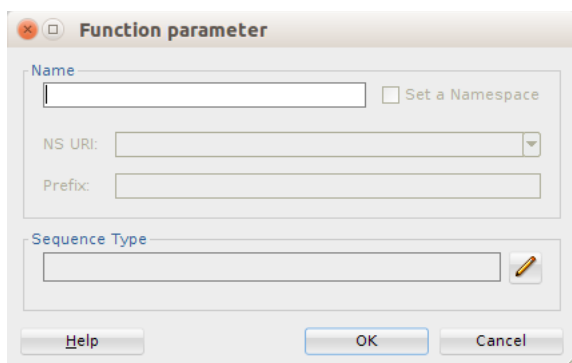 Function parameter
Name
Set a Namespace
NS URI:
Prefix:
Sequence Type
Help
OK
Cancel